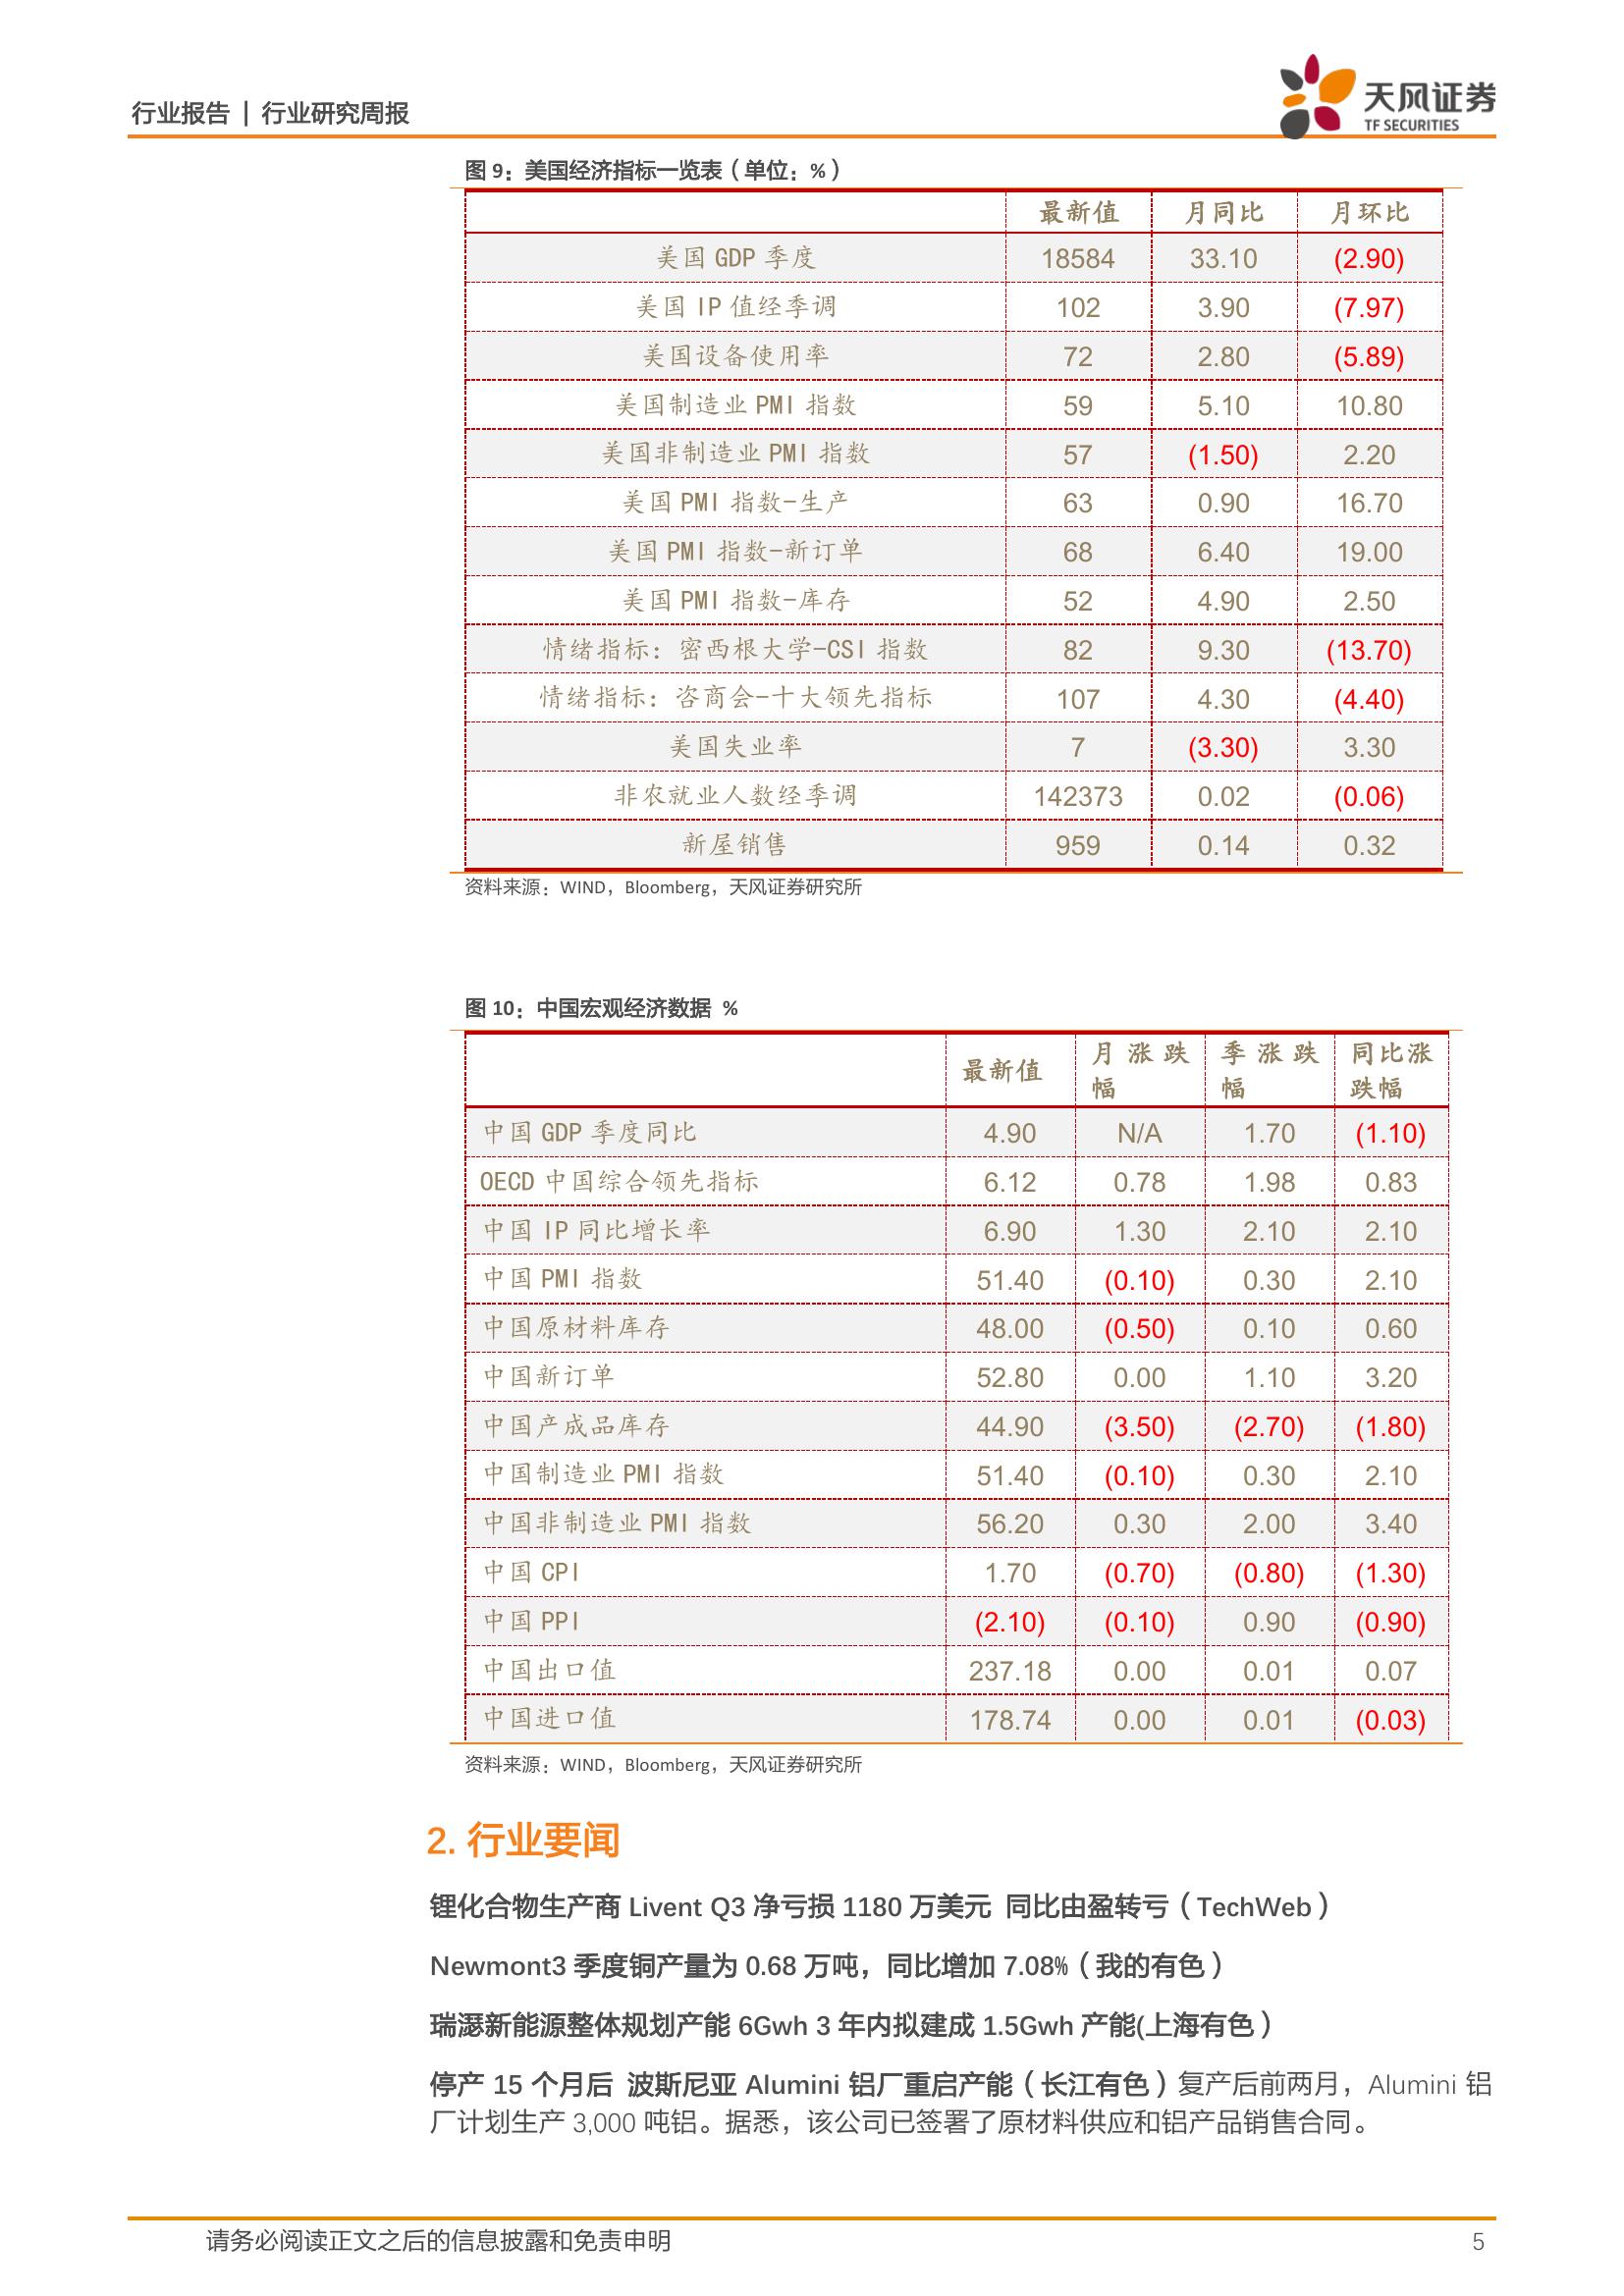 行业报告 | 行业研究周报
天风证券
TF SECURITIES
图 9：美国经济指标一览表（单位：%）
最新值 月同比 月环比
美国 GDP 季度 18584 33.10 (2.90)
美国 IP 值经季调 102 3.90 (7.97)
美国设备使用率 72 2.80 (5.89)
美国制造业 PMI 指数 59 5.10 10.80
美国非制造业 PMI 指数 57 (1.50) 2.20
美国 PMI 指数-生产 63 0.90 16.70
美国 PMI 指数-新订单 68 6.40 19.00
美国 PMI 指数-库存 52 4.90 2.50
情绪指标：密西根大学-CSI 指数 82 9.30 (13.70)
情绪指标：咨商会-十大领先指标 107 4.30 (4.40)
美国失业率 7 (3.30) 3.30
非农就业人数经季调 142373 0.02 (0.06)
新屋销售 959 0.14 0.32
资料来源：WIND，Bloomberg，天风证券研究所
图 10：中国宏观经济数据 %
最新值 月涨跌幅 季涨跌幅 同比涨跌幅
中国 GDP 季度同比 4.90 N/A 1.70 (1.10)
OECD 中国综合领先指标 6.12 0.78 1.98 0.83
中国 IP 同比增长率 6.90 1.30 2.10 2.10
中国 PMI 指数 51.40 (0.10) 0.30 2.10
中国原材料库存 48.00 (0.50) 0.10 0.60
中国新订单 52.80 0.00 1.10 3.20
中国产成品库存 44.90 (3.50) (2.70) (1.80)
中国制造业 PMI 指数 51.40 (0.10) 0.30 2.10
中国非制造业 PMI 指数 56.20 0.30 2.00 3.40
中国 CPI 1.70 (0.70) (0.80) (1.30)
中国 PPI (2.10) (0.10) 0.90 (0.90)
中国出口值 237.18 0.00 0.01 0.07
中国进口值 178.74 0.00 0.01 (0.03)
资料来源：WIND，Bloomberg，天风证券研究所
2. 行业要闻
锂化合物生产商 Livent Q3 净亏损 1180 万美元 同比由盈转亏（TechWeb）
Newmont3 季度铜产量为 0.68 万吨，同比增加 7.08%（我的有色）
瑞瑟新能源整体规划产能 6Gwh 3 年内拟建成 1.5Gwh 产能(上海有色）
停产 15 个月后 波斯尼亚 Alumini 铝厂重启产能（长江有色）复产后前两月，Alumini 铝
厂计划生产 3,000 吨铝。据悉，该公司已签署了原材料供应和铝产品销售合同。
请务必阅读正文之后的信息披露和免责申明 5